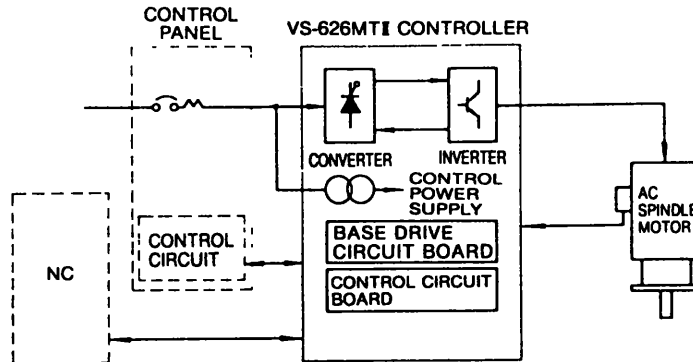 CONTROL
PANEL
VS-626MTⅡ CONTROLLER
CONVERTER
INVERTER
CONTROL
POWER
SUPPLY
BASE DRIVE
CIRCUIT BOARD
CONTROL CIRCUIT
BOARD
CONTROL
CIRCUIT
NC
AC
SPINDLE
MOTOR